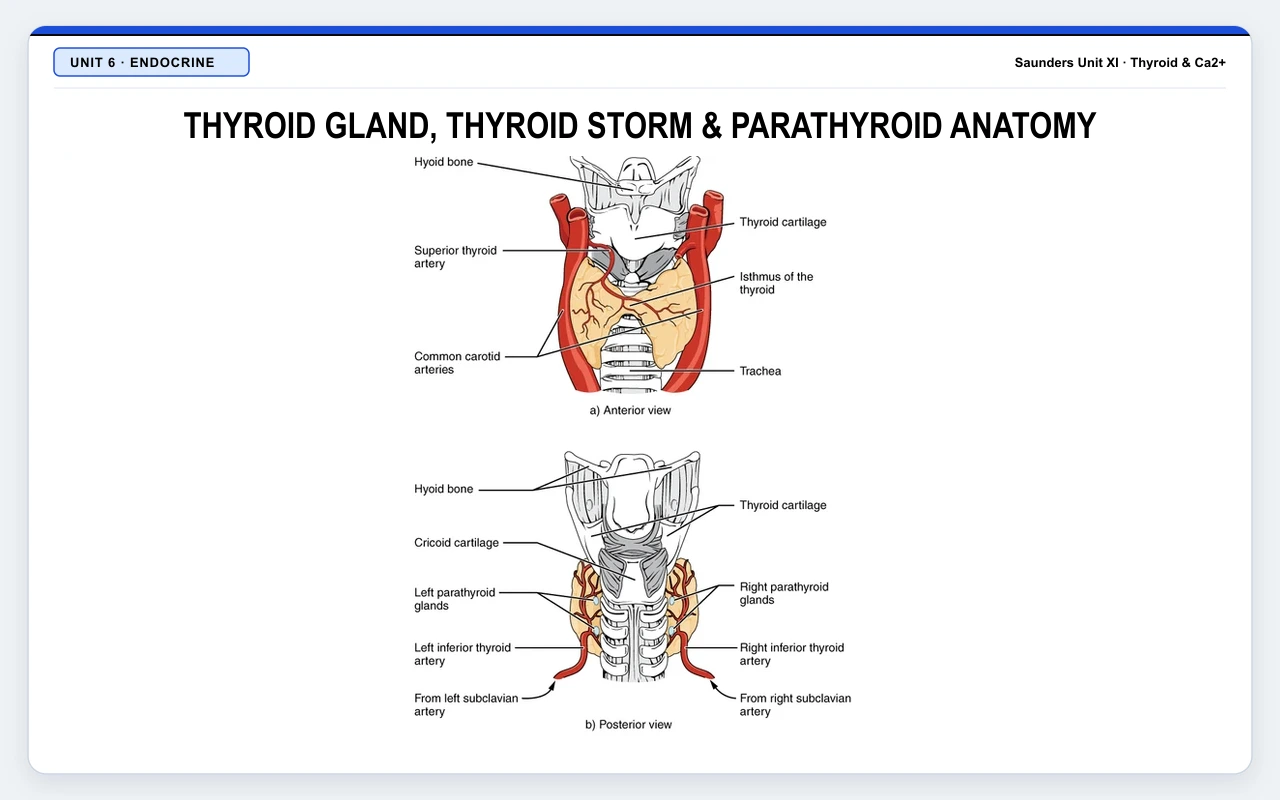 UNIT 6 · ENDOCRINE
Saunders Unit XI · Thyroid & Ca2+
THYROID GLAND, THYROID STORM & PARATHYROID ANATOMY
Hyoid bone
Thyroid cartilage
Superior thyroid
artery
Isthmus of the
thyroid
Common carotid
arteries
Trachea
a) Anterior view
Hyoid bone
Thyroid cartilage
Cricoid cartilage
Left parathyroid
glands
Right parathyroid
glands
Left inferior thyroid
artery
Right inferior thyroid
artery
From left subclavian
artery
From right subclavian
artery
b) Posterior view